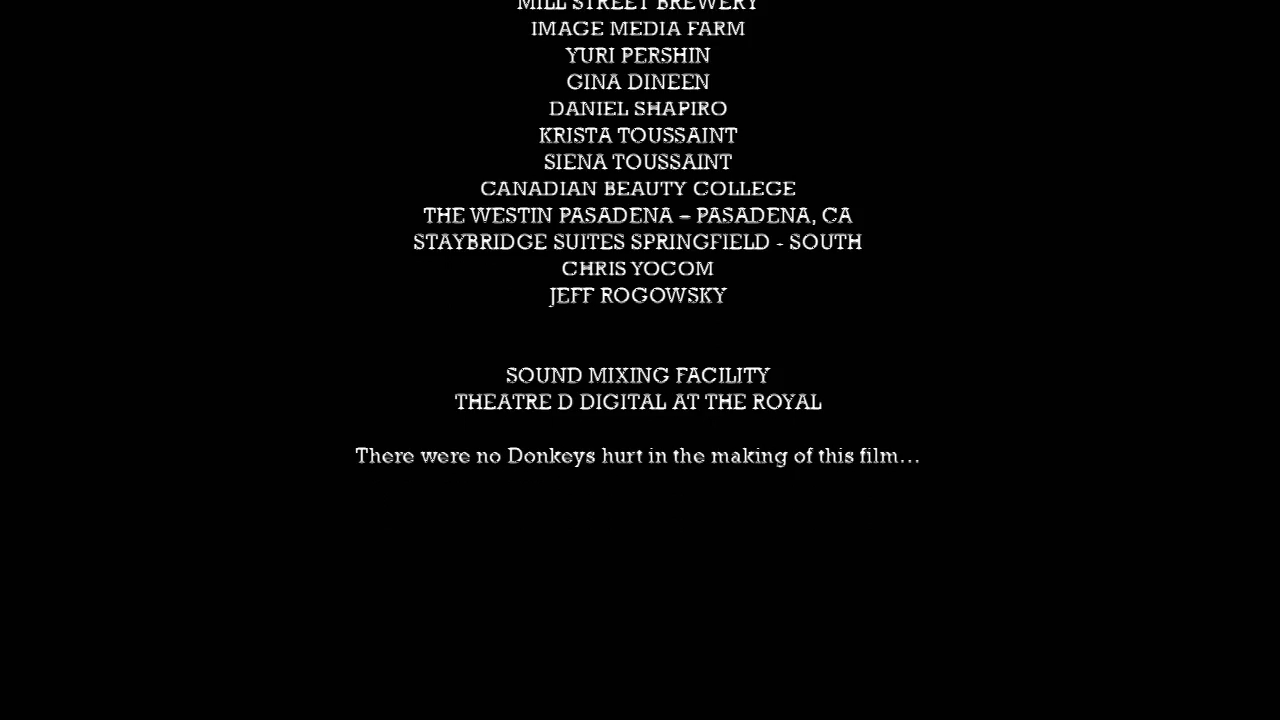 MILL STREET BREWERY
IMAGE MEDIA FARM
YURI PERSHIN
GINA DINEEN
DANIEL SHAPIRO
KRISTA TOUSSAINT
SIENA TOUSSAINT
CANADIAN BEAUTY COLLEGE
THE WESTIN PASADENA – PASADENA, CA
STAYBRIDGE SUITES SPRINGFIELD - SOUTH
CHRIS YOCOM
JEFF ROGOWSKY
SOUND MIXING FACILITY
THEATRE D DIGITAL AT THE ROYAL
There were no Donkeys hurt in the making of this film...